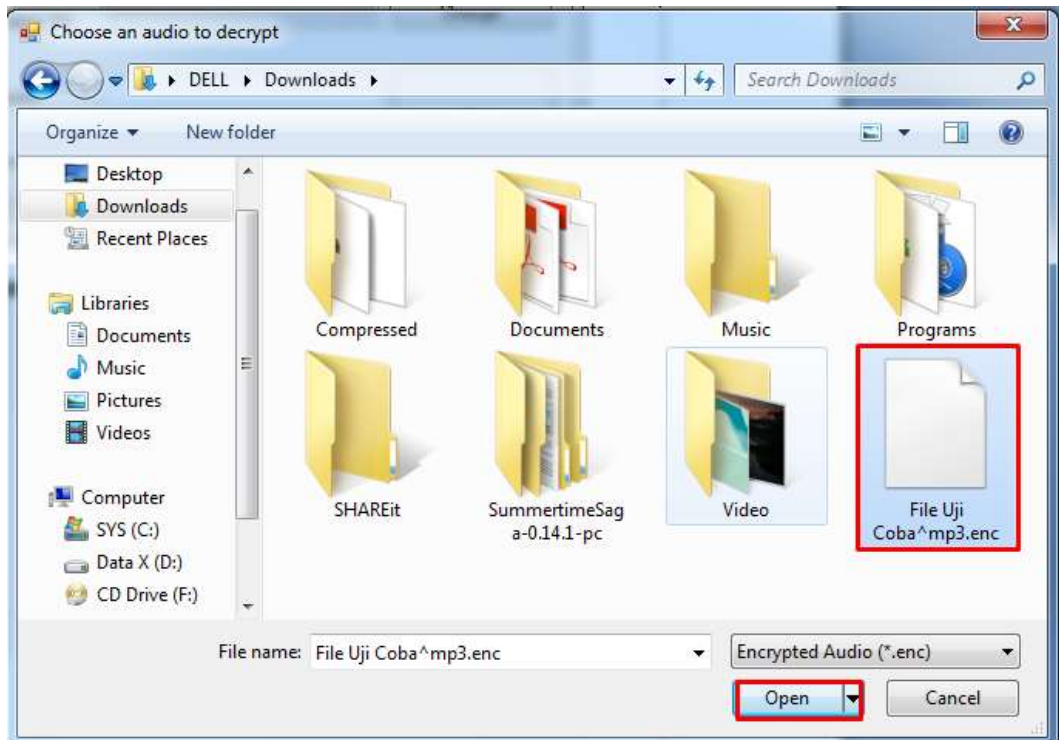 Choose an audio to decrypt
DELL Downloads
Search Downloads
Organize New folder
Desktop
Downloads
Recent Places
Libraries
Documents
Music
Pictures
Videos
Computer
SYS (C:)
Data X (D:)
CD Drive (F:)
Compressed
Documents
Music
Programs
SHAREit
SummertimeSag
a-0.14.1-pc
Video
File Uji
Coba^mp3.enc
File name: File Uji Coba^mp3.enc
Encrypted Audio (*.enc)
Open Cancel